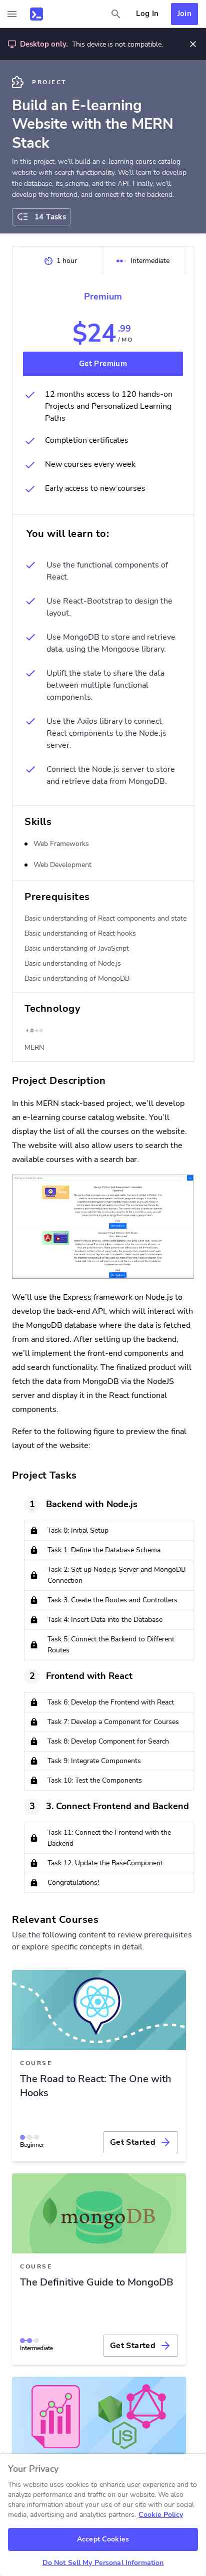 Log In
Join
Desktop only. This device is not compatible.
PROJECT
Build an E-learning
Website with the MERN
Stack
In this project, we'll build an e-learning course catalog
website with search functionality. We'll learn to develop
the database, its schema, and the API. Finally, we'll
develop the frontend, and connect it to the backend.
14 Tasks
1 hour
Intermediate
Premium
$24.99
/ MO
Get Premium
12 months access to 120 hands-on
Projects and Personalized Learning
Paths
Completion certificates
New courses every week
Early access to new courses
You will learn to:
Use the functional components of
React.
Use React-Bootstrap to design the
layout.
Use MongoDB to store and retrieve
data, using the Mongoose library.
Uplift the state to share the data
between multiple functional
components.
Use the Axios library to connect
React components to the Node.js
server.
Connect the Node.js server to store
and retrieve data from MongoDB.
Skills
Web Frameworks
Web Development
Prerequisites
Basic understanding of React components and state
Basic understanding of React hooks
Basic understanding of JavaScript
Basic understanding of Node.js
Basic understanding of MongoDB
Technology
MERN
Project Description
In this MERN stack-based project, we'll develop
an e-learning course catalog website. You'll
display the list of all the courses on the website.
The website will also allow users to search the
available courses with a search bar.
We'll use the Express framework on Node.js to
develop the back-end API, which will interact with
the MongoDB database where the data is fetched
from and stored. After setting up the backend,
we'll implement the front-end components and
add search functionality. The finalized product will
fetch the data from MongoDB via the NodeJS
server and display it in the React functional
components.
Refer to the following figure to preview the final
layout of the website:
Project Tasks
1 Backend with Node.js
Task 0: Initial Setup
Task 1: Define the Database Schema
Task 2: Set up Node.js Server and MongoDB
Connection
Task 3: Create the Routes and Controllers
Task 4: Insert Data into the Database
Task 5: Connect the Backend to Different
Routes
2 Frontend with React
Task 6: Develop the Frontend with React
Task 7: Develop a Component for Courses
Task 8: Develop Component for Search
Task 9: Integrate Components
Task 10: Test the Components
3 3. Connect Frontend and Backend
Task 11: Connect the Frontend with the
Backend
Task 12: Update the BaseComponent
Congratulations!
Relevant Courses
Use the following content to review prerequisites
or explore specific concepts in detail.
COURSE
The Road to React: The One with
Hooks
Beginner
Get Started
mongoDB
COURSE
The Definitive Guide to MongoDB
Intermediate
Get Started
JS
Your Privacy
This website uses cookies to enhance user experience and to
analyze performance and traffic on our website. We also
share information about your use of our site with our social
media, advertising and analytics partners. Cookie Policy
Accept Cookies
Do Not Sell My Personal Information